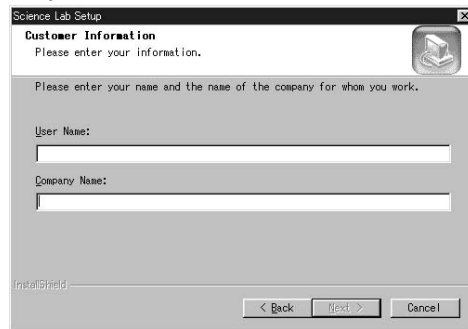 Science Lab Setup
Customer Information
Please enter your information.
Please enter your name and the name of the company for whom you work.
User Name:
Company Name:
InstallShield
< Back
Next >
Cancel